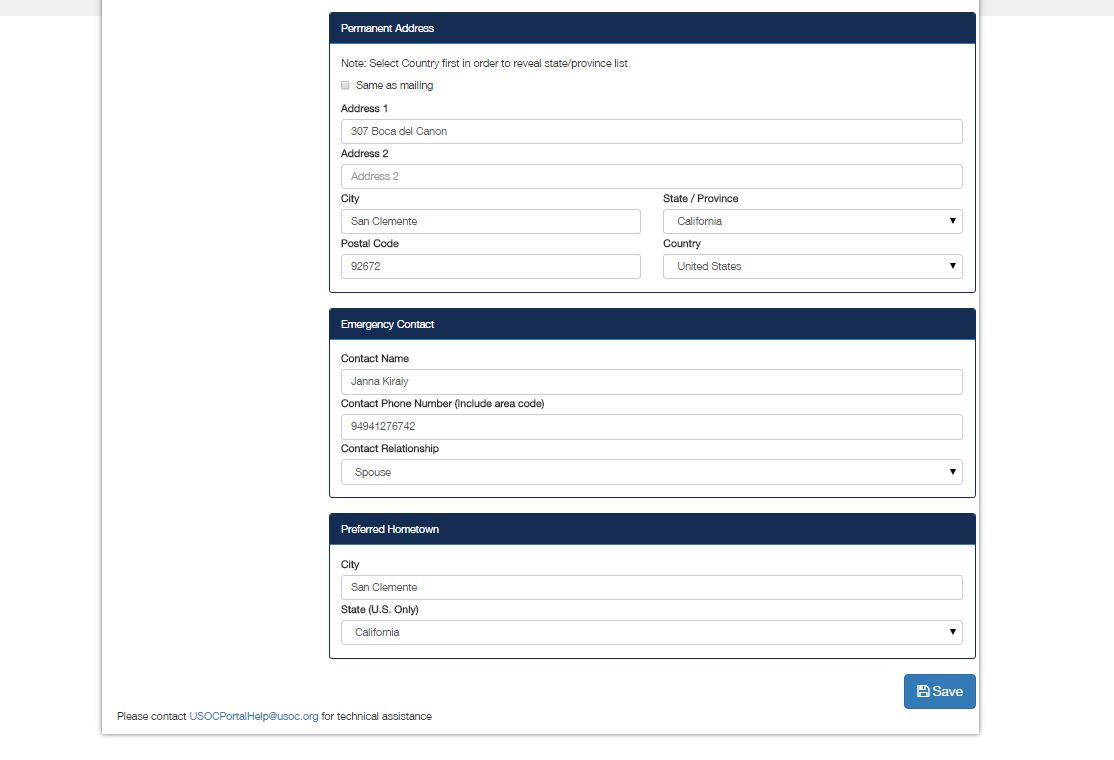 Permanent Address
Note: Select Country first in order to reveal state/province list
Same as mailing
Address 1
307 Boca del Canon
Address 2
Address 2
City
State / Province
San Clemente
California
Postal Code
Country
92672
United States
Emergency Contact
Contact Name
Janna Kiraly
Contact Phone Number (Include area code)
94941276742
Contact Relationship
Spouse
Preferred Hometown
City
San Clemente
State (U.S. Only)
California
Save
Please contact USOCPortalHelp@usoc.org for technical assistance